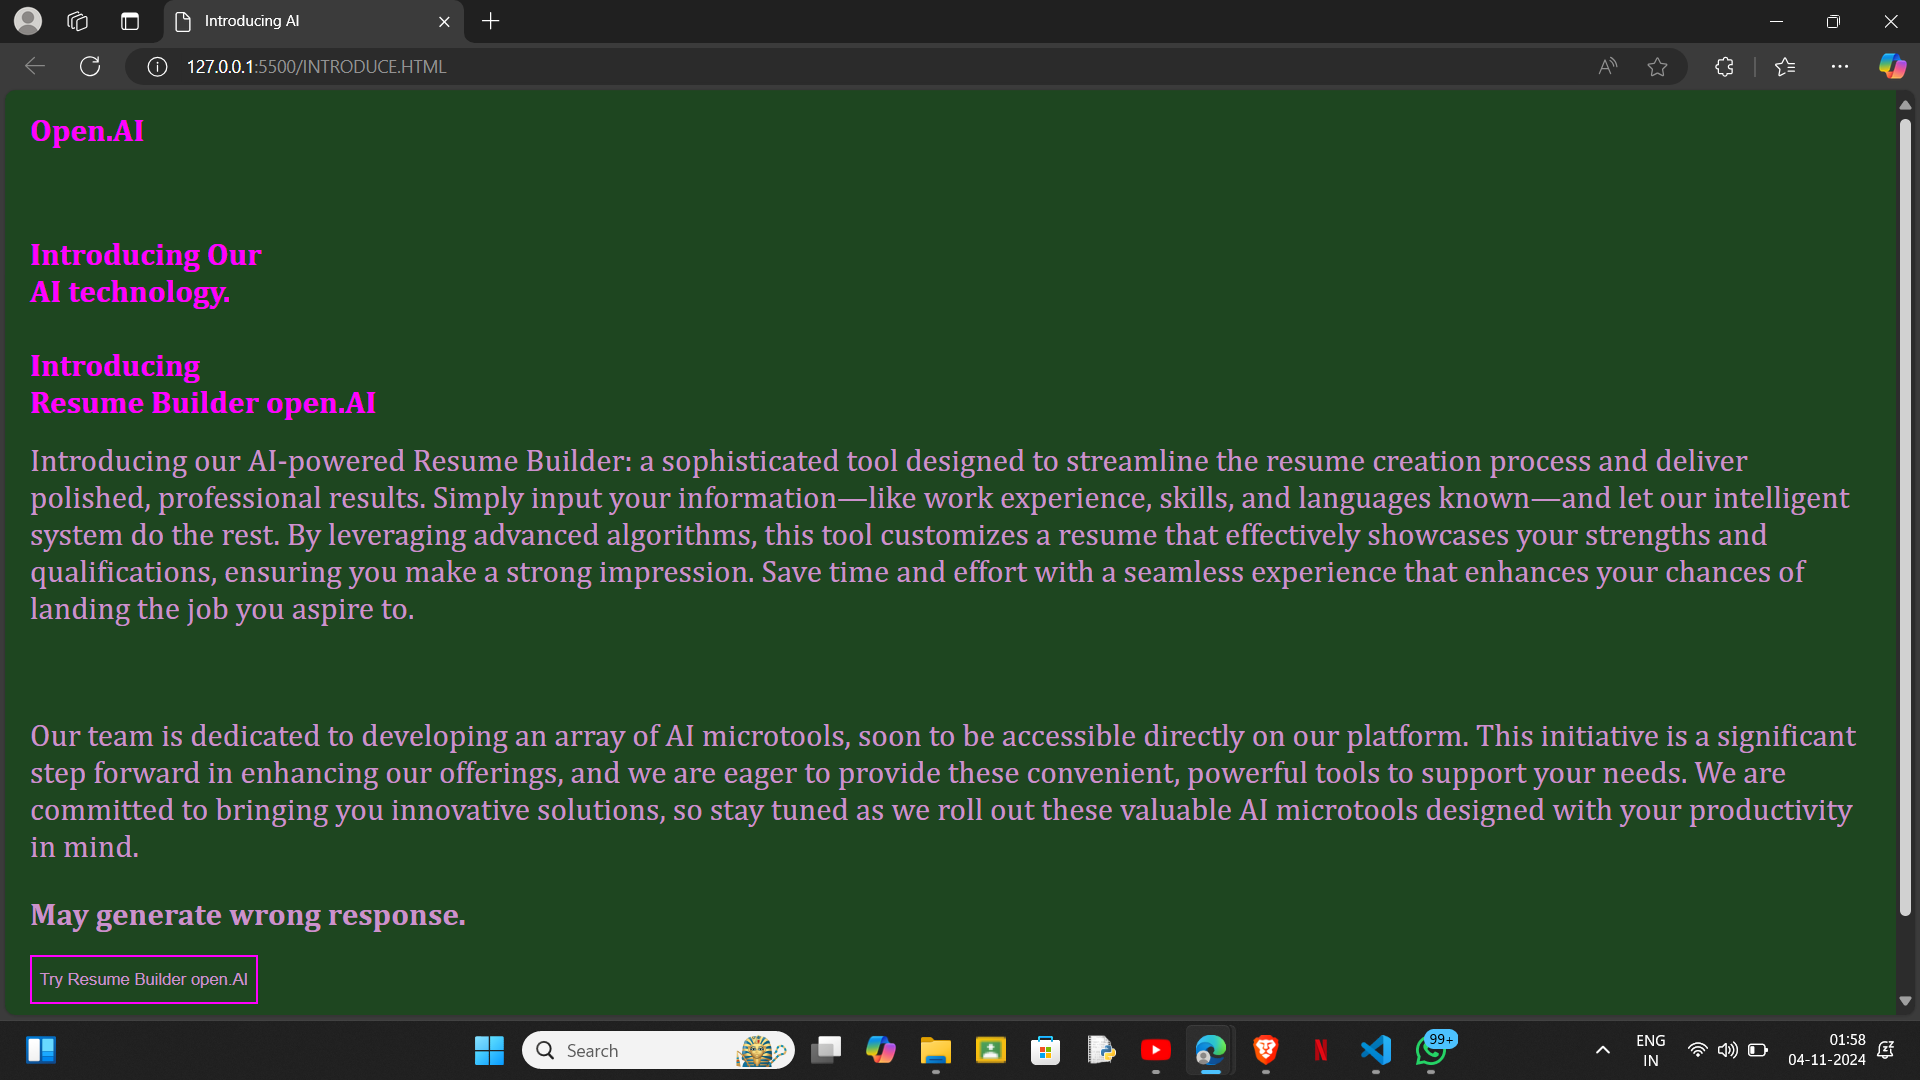 Introducing AI
127.0.0.1:5500/INTRODUCE.HTML
Open.AI
Introducing Our
AI technology.
Introducing
Resume Builder open.AI
Introducing our AI-powered Resume Builder: a sophisticated tool designed to streamline the resume creation process and deliver
polished, professional results. Simply input your information—like work experience, skills, and languages known—and let our intelligent
system do the rest. By leveraging advanced algorithms, this tool customizes a resume that effectively showcases your strengths and
qualifications, ensuring you make a strong impression. Save time and effort with a seamless experience that enhances your chances of
landing the job you aspire to.
Our team is dedicated to developing an array of AI microtools, soon to be accessible directly on our platform. This initiative is a significant
step forward in enhancing our offerings, and we are eager to provide these convenient, powerful tools to support your needs. We are
committed to bringing you innovative solutions, so stay tuned as we roll out these valuable AI microtools designed with your productivity
in mind.
May generate wrong response.
Try Resume Builder open.AI
Search
99+
ENG
IN
01:58
04-11-2024